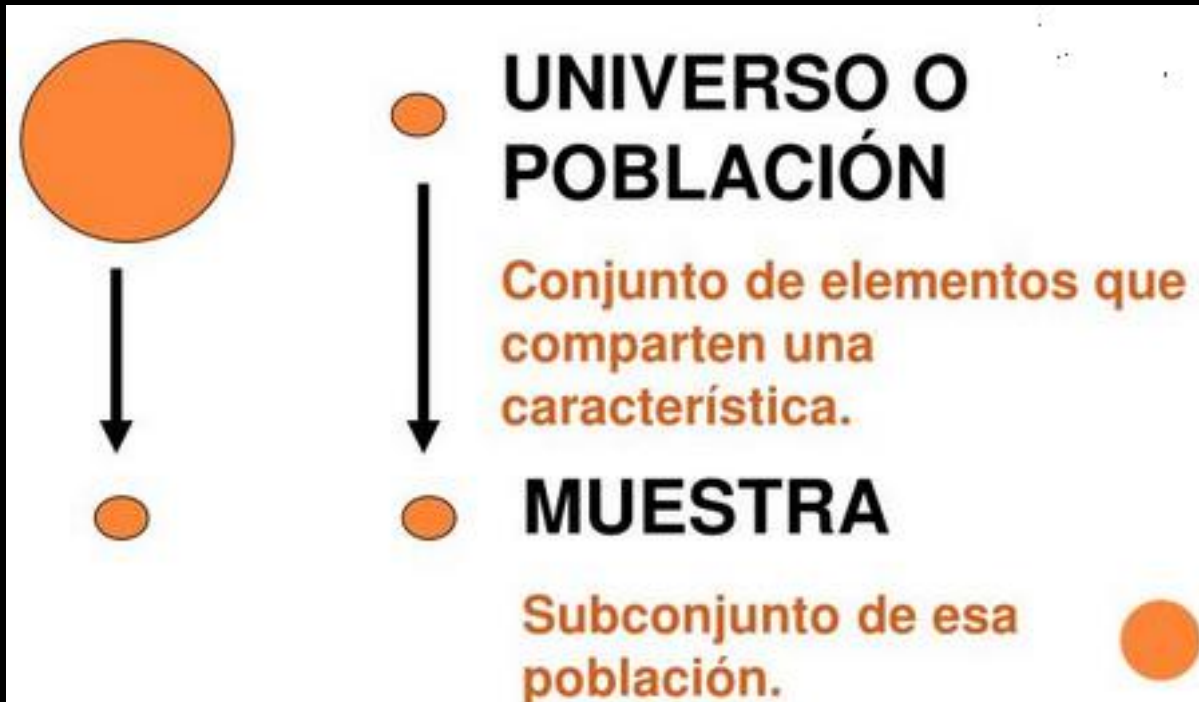 UNIVERSO O
POBLACIÓN
Conjunto de elementos que
comparten una
característica.
MUESTRA
Subconjunto de esa
población.